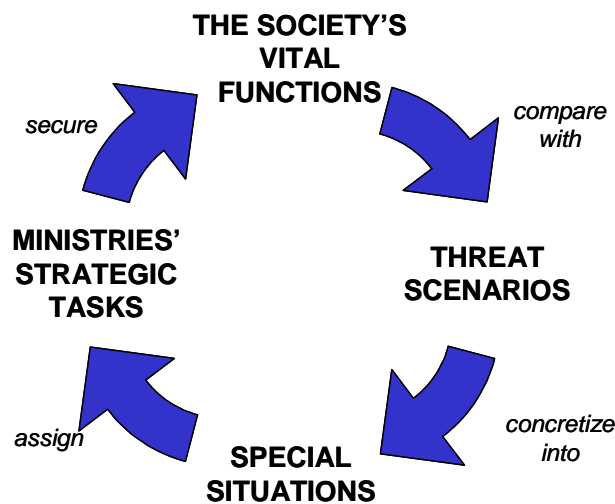 THE SOCIETY’S
VITAL
FUNCTIONS
compare
with
THREAT
SCENARIOS
concretize
into
SPECIAL
SITUATIONS
assign
MINISTRIES’
STRATEGIC
TASKS
secure